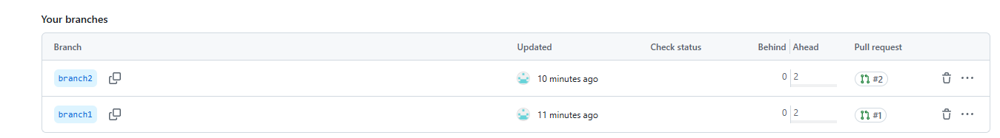 Your branches
Branch Updated Check status Behind Ahead Pull request
branch2 10 minutes ago 0 2 #2
branch1 11 minutes ago 0 2 #1